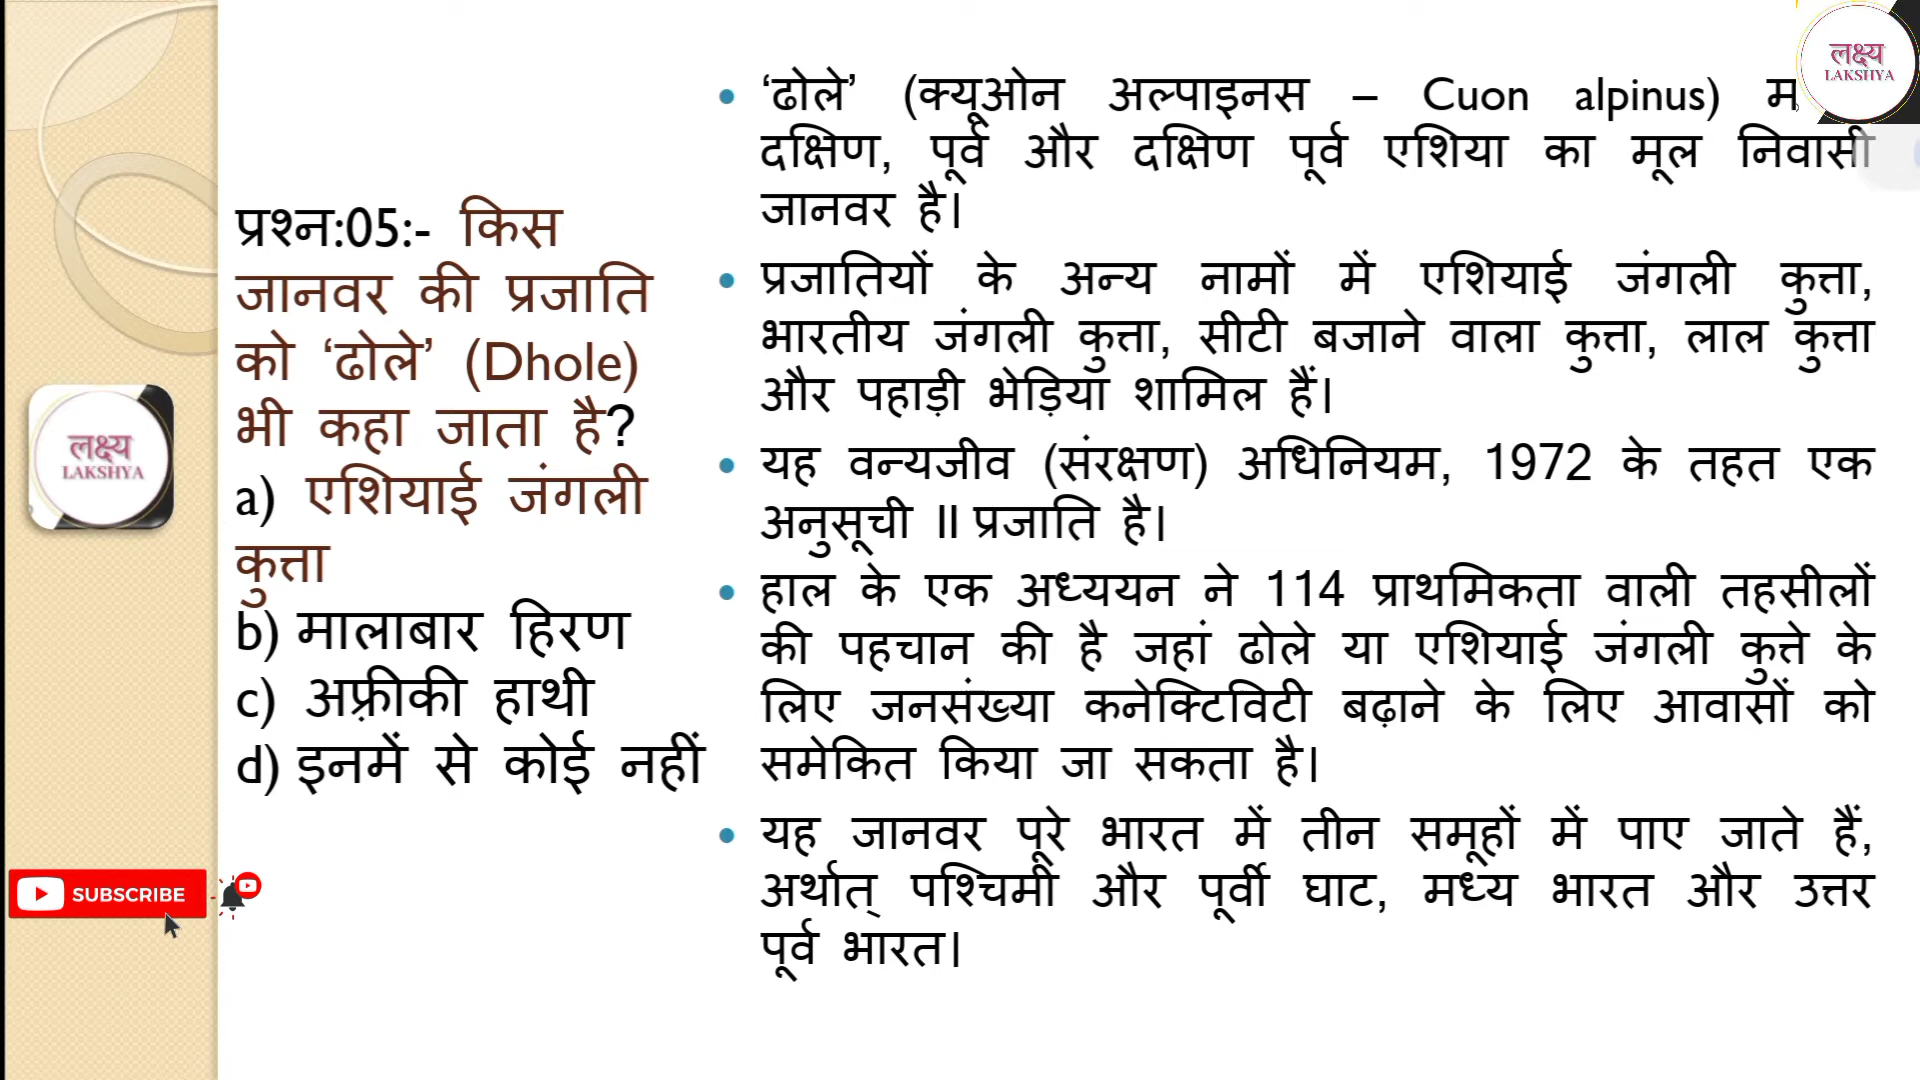 प्रश्न:05:- किस
जानवर की प्रजाति
को ‘ढोले’ (Dhole)
भी कहा जाता है?
a) एशियाई जंगली
कुत्ता
b) मालाबार हिरण
c) अफ़्रीकी हाथी
d) इनमें से कोई नहीं
‘ढोले’ (क्यूओन अल्पाइनस – Cuon alpinus)
दक्षिण, पूर्व और दक्षिण पूर्व एशिया का मूल निवासी
जानवर है।
प्रजातियों के अन्य नामों में एशियाई जंगली कुत्ता,
भारतीय जंगली कुत्ता, सीटी बजाने वाला कुत्ता, लाल कुत्ता
और पहाड़ी भेड़िया शामिल हैं।
यह वन्यजीव (संरक्षण) अधिनियम, 1972 के तहत एक
अनुसूची II प्रजाति है।
हाल के एक अध्ययन ने 114 प्राथमिकता वाली तहसीलों
की पहचान की है जहां ढोले या एशियाई जंगली कुत्ते के
लिए जनसंख्या कनेक्टिविटी बढ़ाने के लिए आवासों को
समेकित किया जा सकता है।
यह जानवर पूरे भारत में तीन समूहों में पाए जाते हैं,
अर्थात् पश्चिमी और पूर्वी घाट, मध्य भारत और उत्तर
पूर्व भारत।
लक्ष्य
LAKSHYA
लक्ष्य
LAKSHYA
SUBSCRIBE